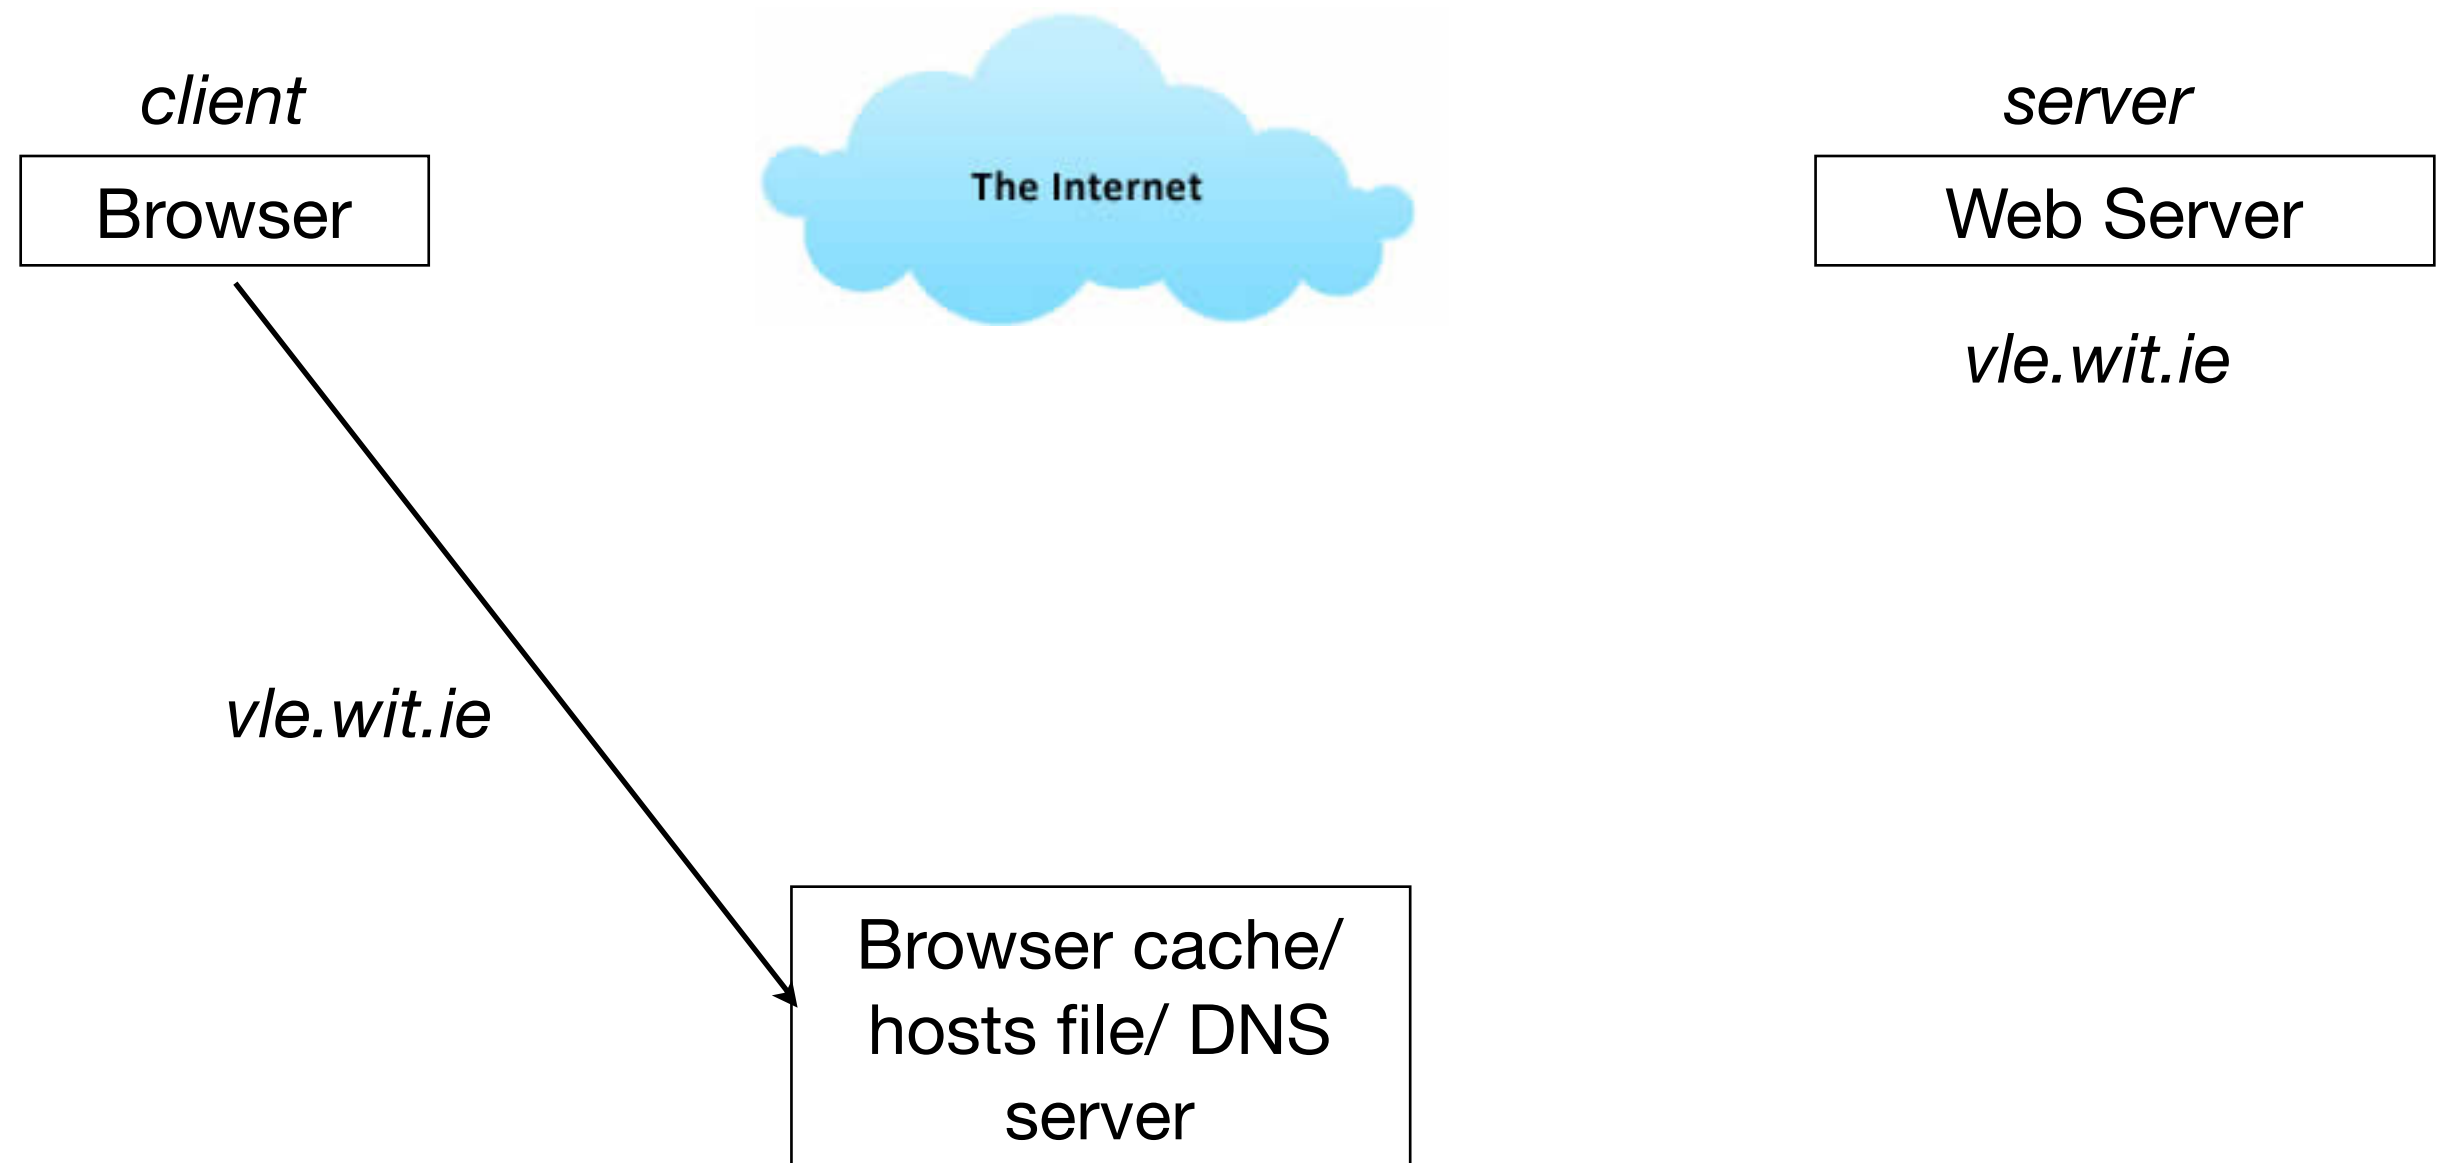 client
server
Browser
The Internet
Web Server
vle.wit.ie
vle.wit.ie
Browser cache/
hosts file/ DNS
server